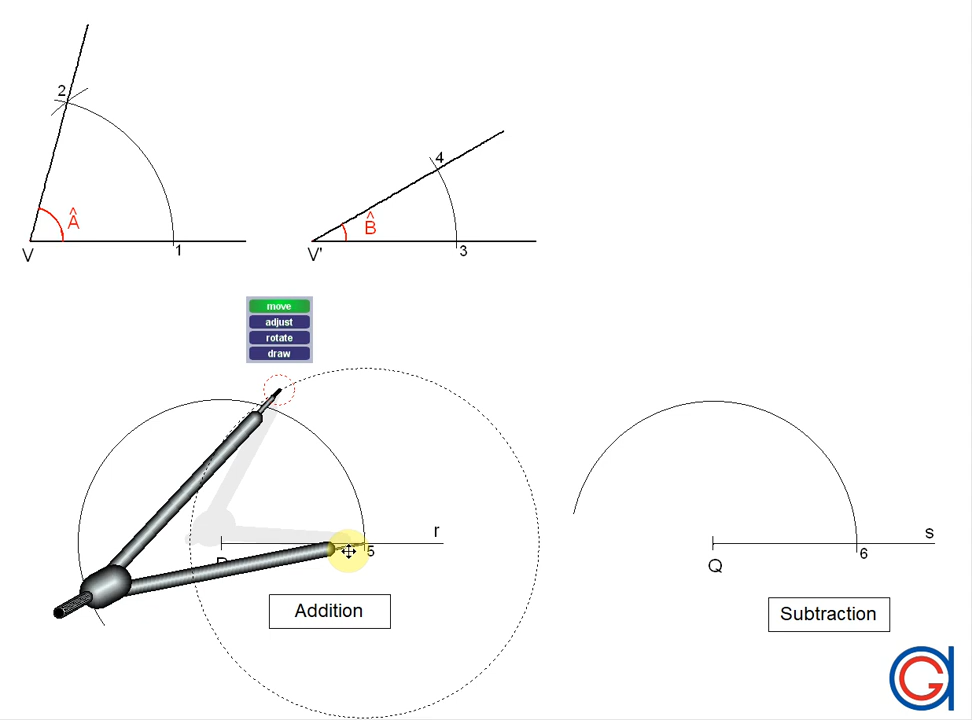 2
Â
V
1
4
B̂
V'
3
move
adjust
rotate
draw
r
5
Addition
s
6
Q
Subtraction